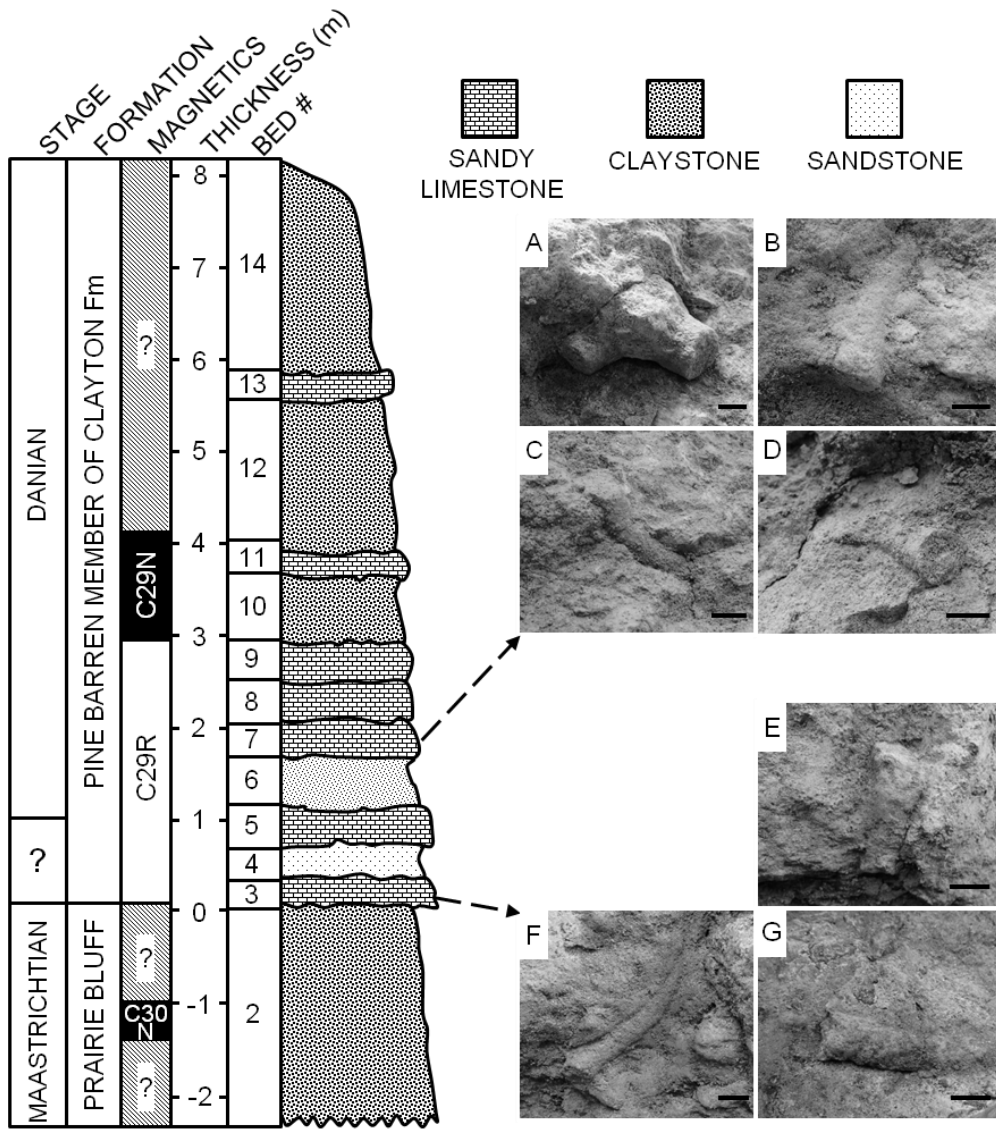 STAGE
FORMATION
MAGNETICS
THICKNESS (m)
BED #
SANDY
LIMESTONE
CLAYSTONE
SANDSTONE
DANIAN
?
MAASTRICHTIAN
PINE BARREN MEMBER OF CLAYTON Fm
PRAIRIE BLUFF
?
C29N
C29R
?
C30
N
?
8
7
6
5
4
3
2
1
0
-1
-2
14
13
12
11
10
9
8
7
6
5
4
3
2
A
B
C
D
E
F
G